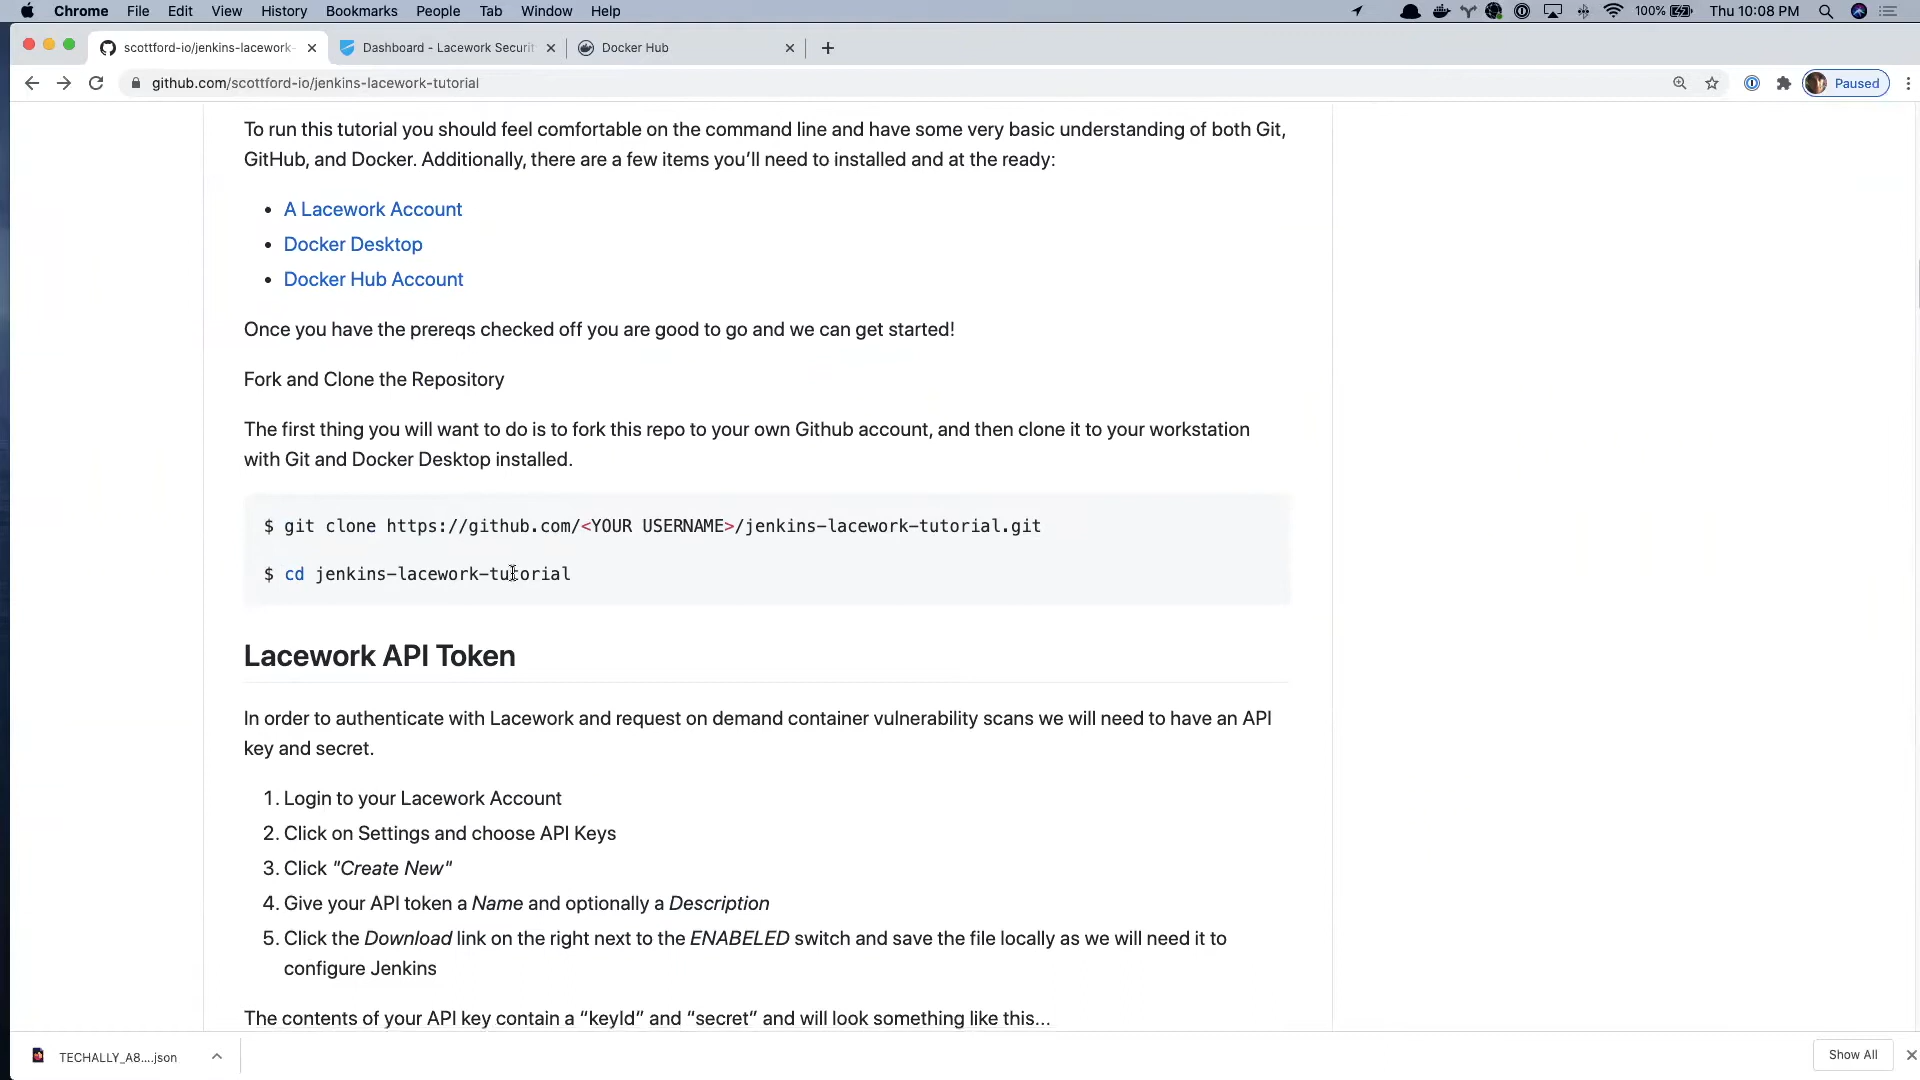 Chrome File Edit View History Bookmarks People Tab Window Help 100% Thu 10:08 PM
scottford-io/jenkins-lacework- Dashboard - Lacework Securit Docker Hub
github.com/scottford-io/jenkins-lacework-tutorial Paused
To run this tutorial you should feel comfortable on the command line and have some very basic understanding of both Git,
GitHub, and Docker. Additionally, there are a few items you’ll need to installed and at the ready:
• A Lacework Account
• Docker Desktop
• Docker Hub Account
Once you have the prereqs checked off you are good to go and we can get started!
Fork and Clone the Repository
The first thing you will want to do is to fork this repo to your own Github account, and then clone it to your workstation
with Git and Docker Desktop installed.
$ git clone https://github.com/<YOUR USERNAME>/jenkins-lacework-tutorial.git
$ cd jenkins-lacework-tutorial
Lacework API Token
In order to authenticate with Lacework and request on demand container vulnerability scans we will need to have an API
key and secret.
1. Login to your Lacework Account
2. Click on Settings and choose API Keys
3. Click "Create New"
4. Give your API token a Name and optionally a Description
5. Click the Download link on the right next to the ENABELED switch and save the file locally as we will need it to
configure Jenkins
The contents of your API key contain a “keyId” and “secret” and will look something like this...
TECHALLY_A8....json Show All